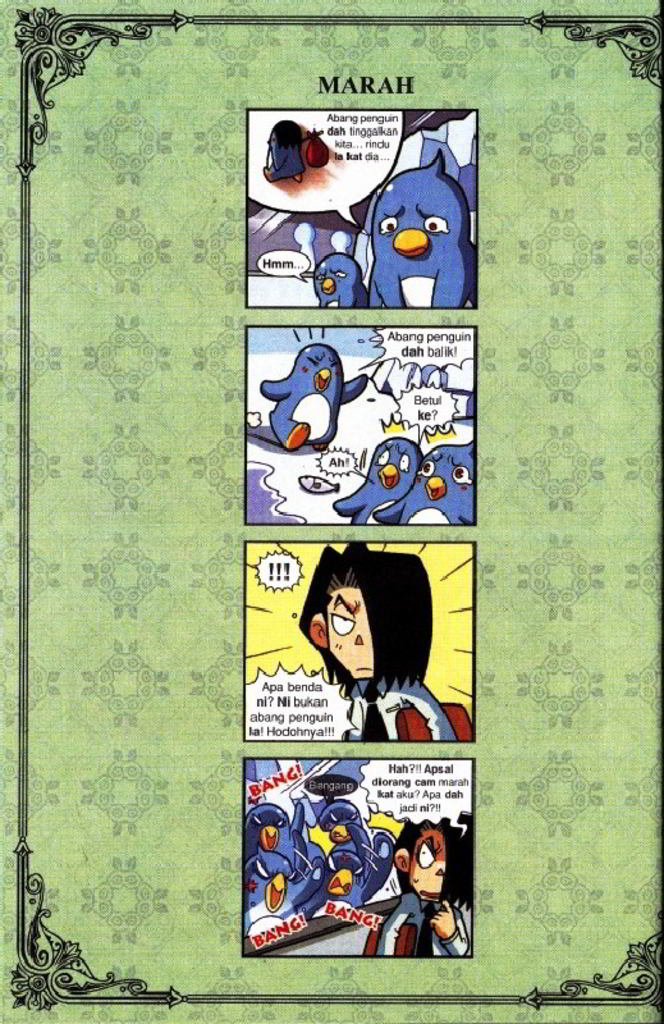 MARAH
Abang penguin
dah tinggalkan
kita... rindu
la kat dia...
Hmm...
Abang penguin
dah balik!
Betul
ke?
Ah!!
!!!
Apa benda
ni? Ni bukan
abang penguin
la! Hodohnya!!!
BANG!
Bangang
Hah?!! Apsal
diorang cam marah
kat aku? Apa dah
jadi ni?!!
BANG!
BANG!